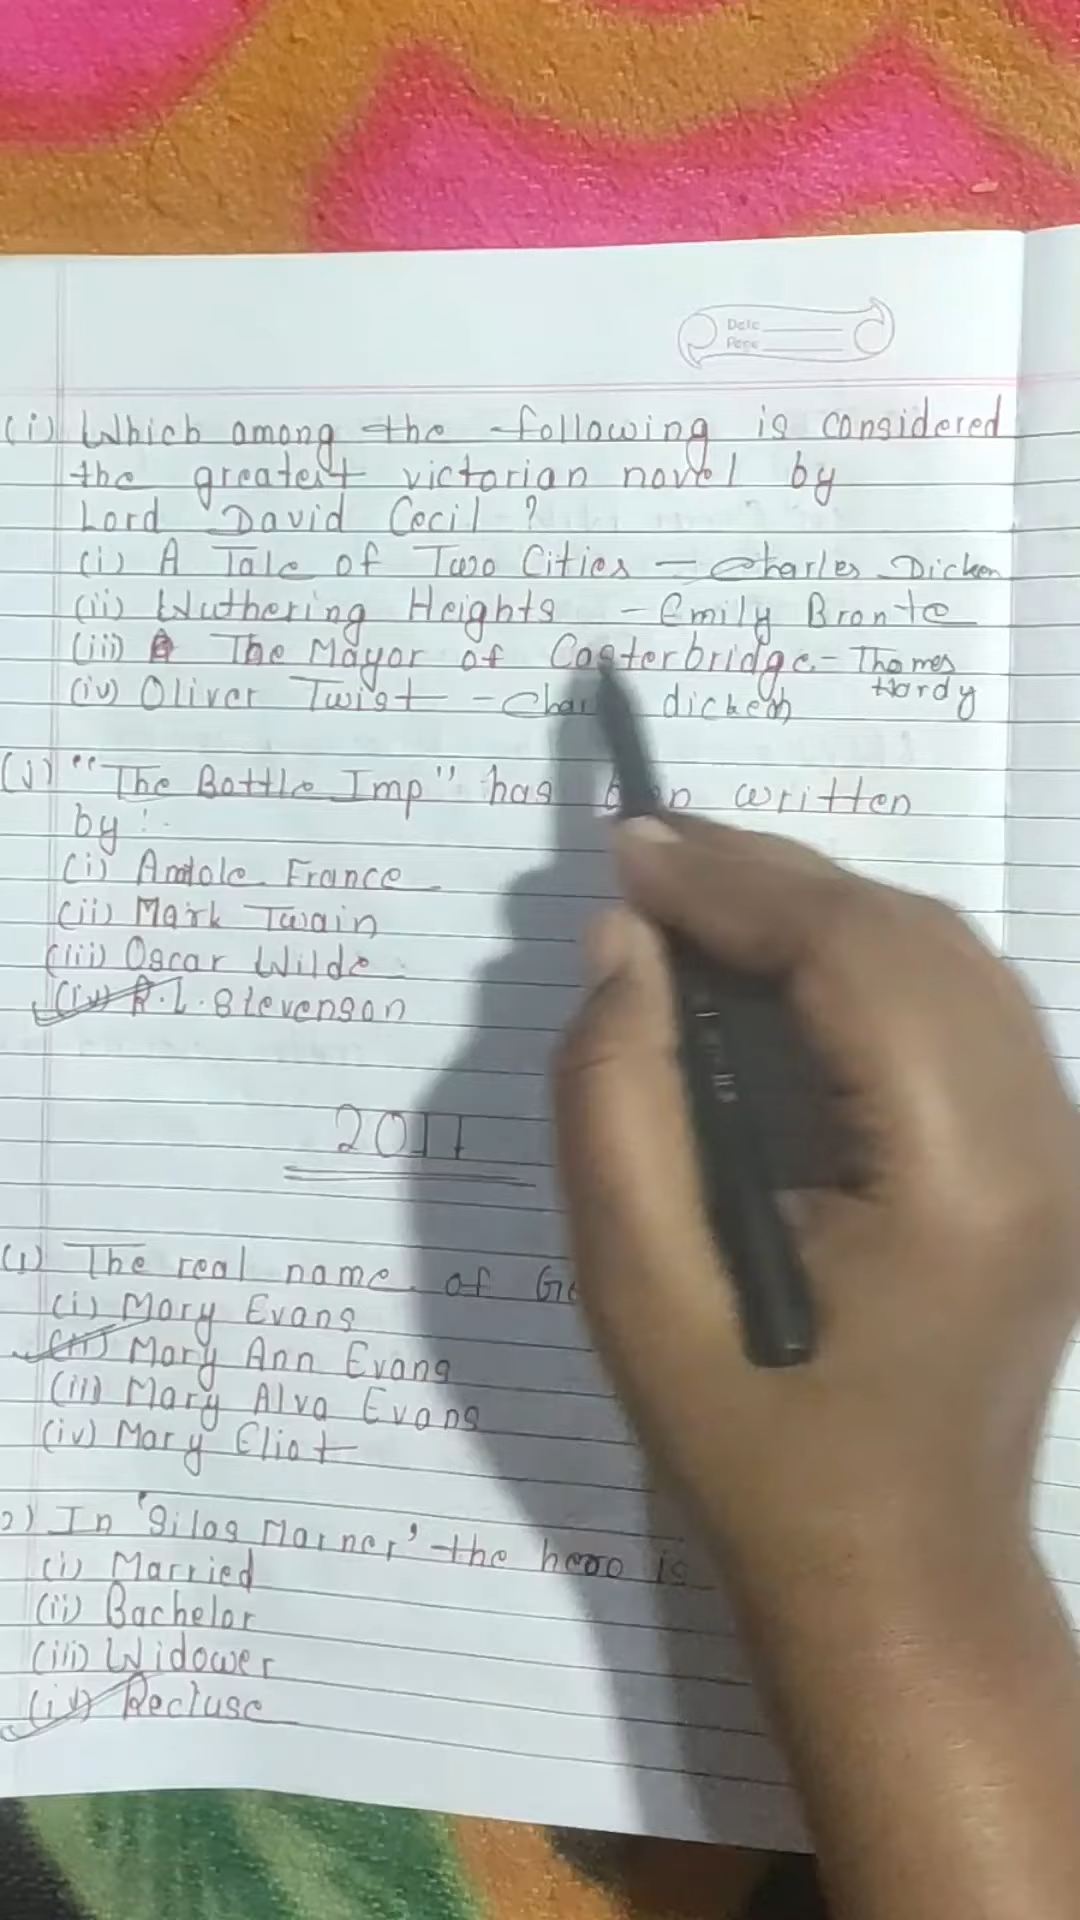 Date
Page
(i) Which among the following is considered
the greatest victorian novel by
Lord David Cecil ?
(i) A Tale of Two Cities - Charles Dicken
(ii) Wuthering Heights - Emily Bronte
(iii) The Mayor of Casterbridge - Thomas
Hardy
(iv) Oliver Twist - dickens
(J) "The Bottle Imp" has been written
by :-
(i) Anatole France
(ii) Mark Twain
(iii) Oscar Wilde
(iv) R.L. Stevenson
2011
(1) The real name of
(i) Mary Evans
(ii) Mary Ann Evans
(iii) Mary Alva Evans
(iv) Mary Eliot
2) In 'Silas Marner' the hero is
(i) Married
(ii) Bachelor
(iii) Widower
(iv) Recluse